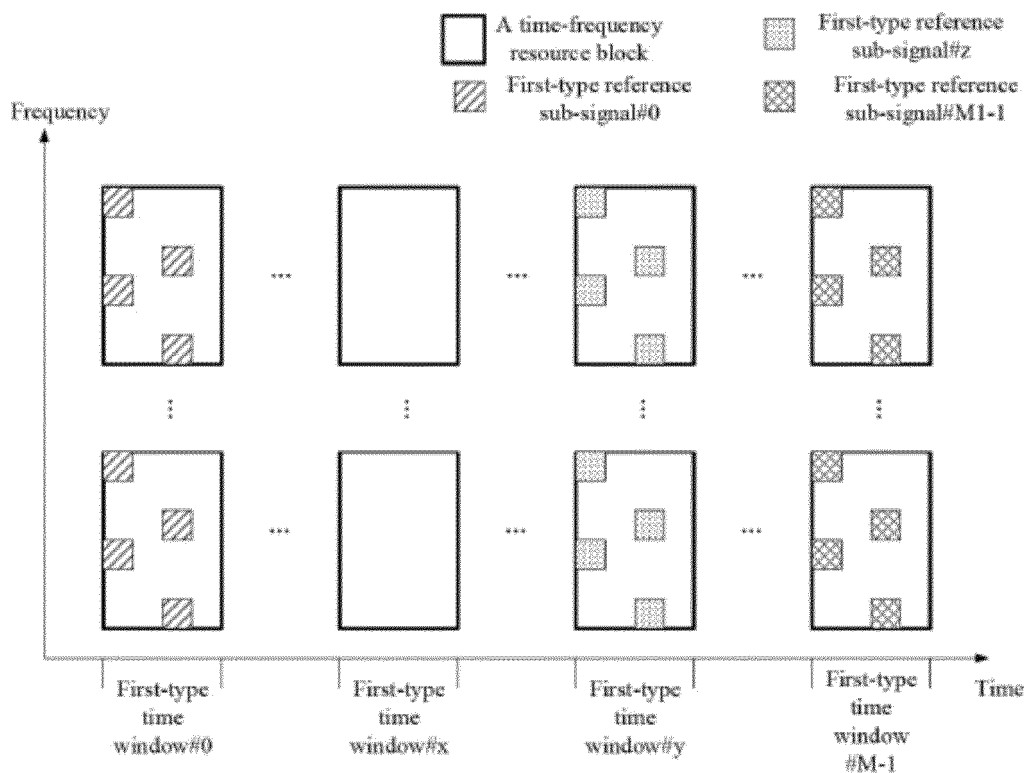 A time-frequency
resource block
First-type reference
sub-signal#z
First-type reference
sub-signal#0
First-type reference
sub-signal#M1-1
Frequency
...
...
...
...
...
...
...
...
...
...
Time
First-type
time
window#0
First-type
time
window#x
First-type
time
window#y
First-type
time
window
#M-1